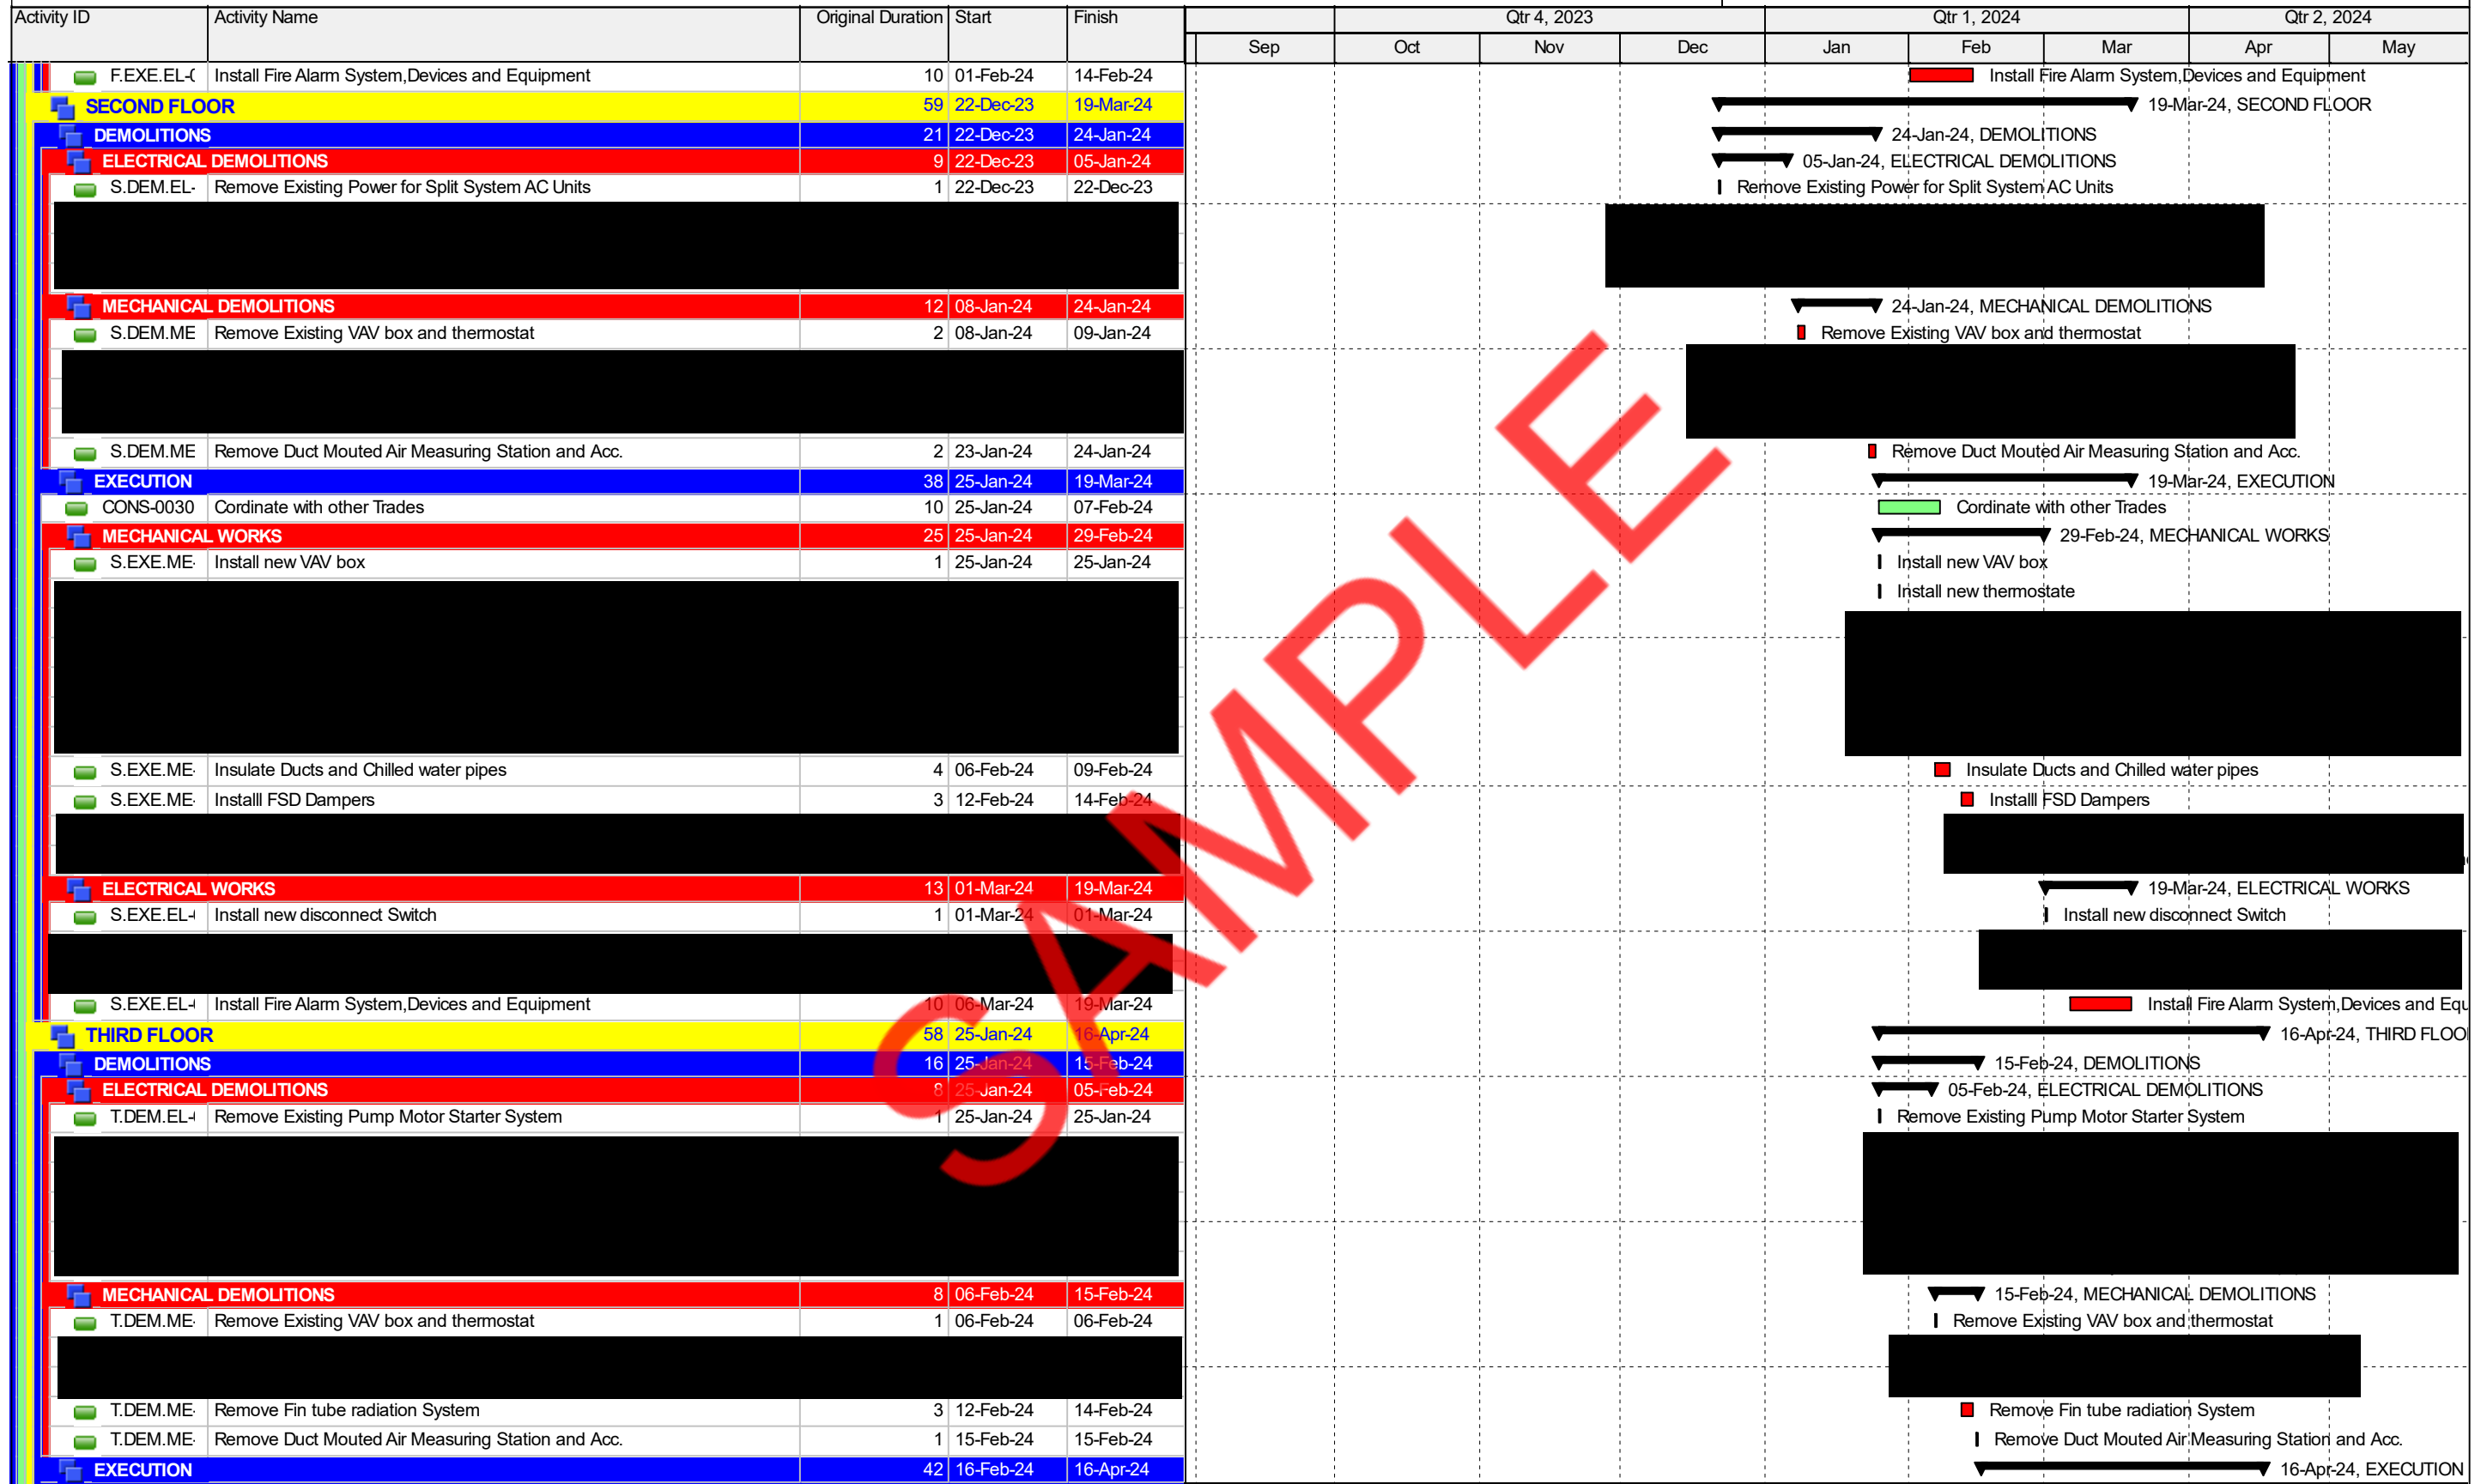 Activity ID Activity Name Original Duration Start Finish Qtr 4, 2023 Qtr 1, 2024 Qtr 2, 2024
Sep Oct Nov Dec Jan Feb Mar Apr May
F.EXE.EL-0 Install Fire Alarm System,Devices and Equipment 10 01-Feb-24 14-Feb-24 Install Fire Alarm System,Devices and Equipment
SECOND FLOOR 59 22-Dec-23 19-Mar-24 19-Mar-24, SECOND FLOOR
DEMOLITIONS 21 22-Dec-23 24-Jan-24 24-Jan-24, DEMOLITIONS
ELECTRICAL DEMOLITIONS 9 22-Dec-23 05-Jan-24 05-Jan-24, ELECTRICAL DEMOLITIONS
S.DEM.EL- Remove Existing Power for Split System AC Units 1 22-Dec-23 22-Dec-23 Remove Existing Power for Split System AC Units
MECHANICAL DEMOLITIONS 12 08-Jan-24 24-Jan-24 24-Jan-24, MECHANICAL DEMOLITIONS
S.DEM.ME Remove Existing VAV box and thermostat 2 08-Jan-24 09-Jan-24 Remove Existing VAV box and thermostat
S.DEM.ME Remove Duct Mouted Air Measuring Station and Acc. 2 23-Jan-24 24-Jan-24 Remove Duct Mouted Air Measuring Station and Acc.
EXECUTION 38 25-Jan-24 19-Mar-24 19-Mar-24, EXECUTION
CONS-0030 Cordinate with other Trades 10 25-Jan-24 07-Feb-24 Cordinate with other Trades
MECHANICAL WORKS 25 25-Jan-24 29-Feb-24 29-Feb-24, MECHANICAL WORKS
S.EXE.ME- Install new VAV box 1 25-Jan-24 25-Jan-24 Install new VAV box
Install new thermostate
S.EXE.ME- Insulate Ducts and Chilled water pipes 4 06-Feb-24 09-Feb-24 Insulate Ducts and Chilled water pipes
S.EXE.ME- Installl FSD Dampers 3 12-Feb-24 14-Feb-24 Installl FSD Dampers
ELECTRICAL WORKS 13 01-Mar-24 19-Mar-24 19-Mar-24, ELECTRICAL WORKS
S.EXE.EL- Install new disconnect Switch 1 01-Mar-24 01-Mar-24 Install new disconnect Switch
S.EXE.EL- Install Fire Alarm System,Devices and Equipment 10 06-Mar-24 19-Mar-24 Install Fire Alarm System,Devices and Equ
THIRD FLOOR 58 25-Jan-24 16-Apr-24 16-Apr-24, THIRD FLOO
DEMOLITIONS 16 25-Jan-24 15-Feb-24 15-Feb-24, DEMOLITIONS
ELECTRICAL DEMOLITIONS 8 25-Jan-24 05-Feb-24 05-Feb-24, ELECTRICAL DEMOLITIONS
T.DEM.EL- Remove Existing Pump Motor Starter System 1 25-Jan-24 25-Jan-24 Remove Existing Pump Motor Starter System
MECHANICAL DEMOLITIONS 8 06-Feb-24 15-Feb-24 15-Feb-24, MECHANICAL DEMOLITIONS
T.DEM.ME- Remove Existing VAV box and thermostat 1 06-Feb-24 06-Feb-24 Remove Existing VAV box and thermostat
T.DEM.ME- Remove Fin tube radiation System 3 12-Feb-24 14-Feb-24 Remove Fin tube radiation System
T.DEM.ME- Remove Duct Mouted Air Measuring Station and Acc. 1 15-Feb-24 15-Feb-24 Remove Duct Mouted Air Measuring Station and Acc.
EXECUTION 42 16-Feb-24 16-Apr-24 16-Apr-24, EXECUTION
SAMPLE